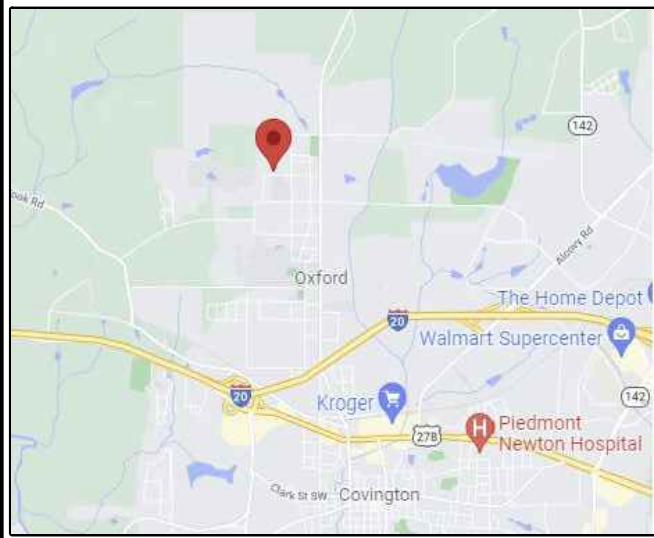 142
ook Rd
Alcovy Rd
Oxford
The Home Depot
20
Walmart Supercenter
20
Kroger
142
278
Piedmont
Newton Hospital
Clark St SW
Covington